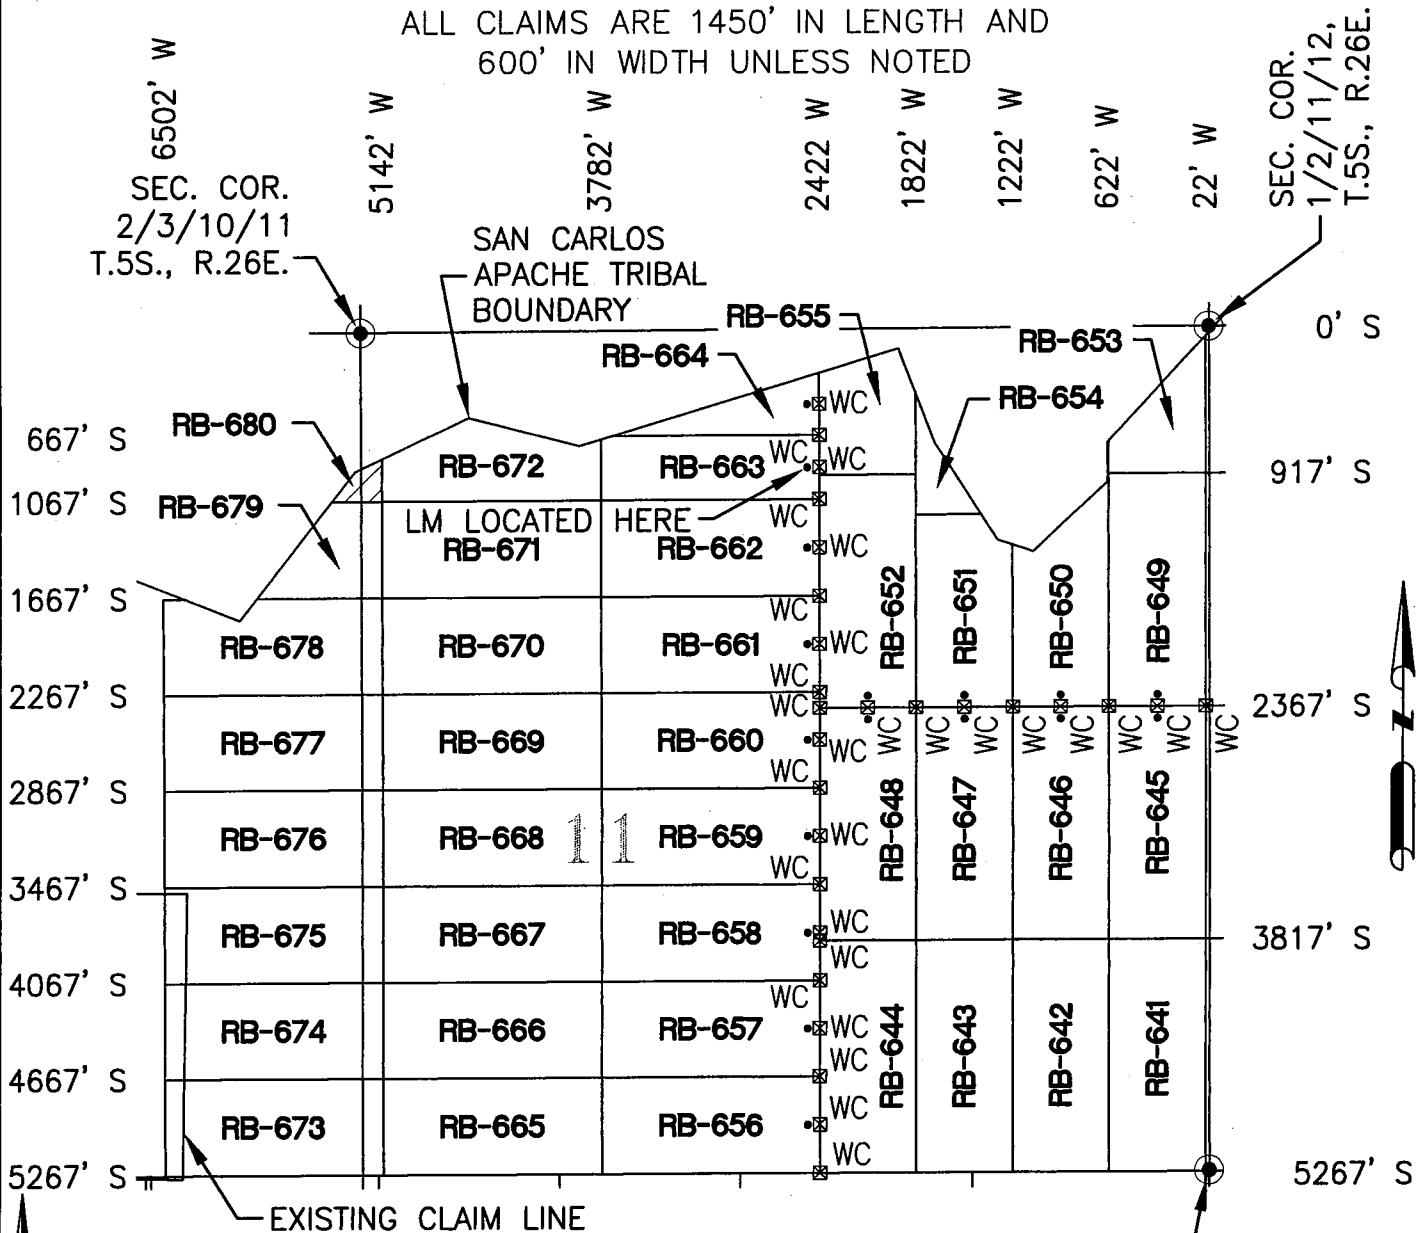 ALL CLAIMS ARE 1450' IN LENGTH AND
600' IN WIDTH UNLESS NOTED
6502' W
5142' W
3782' W
2422 W
1822' W
1222' W
622' W
22' W
SEC. COR.
1/2/11/12,
T.5S., R.26E.
SEC. COR.
2/3/10/11
T.5S., R.26E.
SAN CARLOS
APACHE TRIBAL
BOUNDARY
RB-655
RB-653
0' S
RB-664
RB-654
WC
RB-680
667' S
RB-672
WC
RB-663
WC
917' S
1067' S
RB-679
LM LOCATED HERE
WC
RB-671
RB-662
WC
1667' S
WC
RB-652
RB-651
RB-650
RB-649
RB-678
RB-670
RB-661
WC
WC
2267' S
WC
2367' S
RB-677
RB-669
RB-660
WC
WC
WC
WC
WC
WC
WC
WC
WC
2867' S
WC
RB-648
RB-647
RB-646
RB-645
RB-676
RB-668
11
RB-659
WC
WC
3467' S
RB-675
RB-667
RB-658
WC
3817' S
WC
4067' S
WC
RB-674
RB-666
RB-657
WC
RB-644
RB-643
RB-642
RB-641
WC
4667' S
WC
RB-673
RB-665
RB-656
WC
5267' S
5267' S
EXISTING CLAIM LINE
N